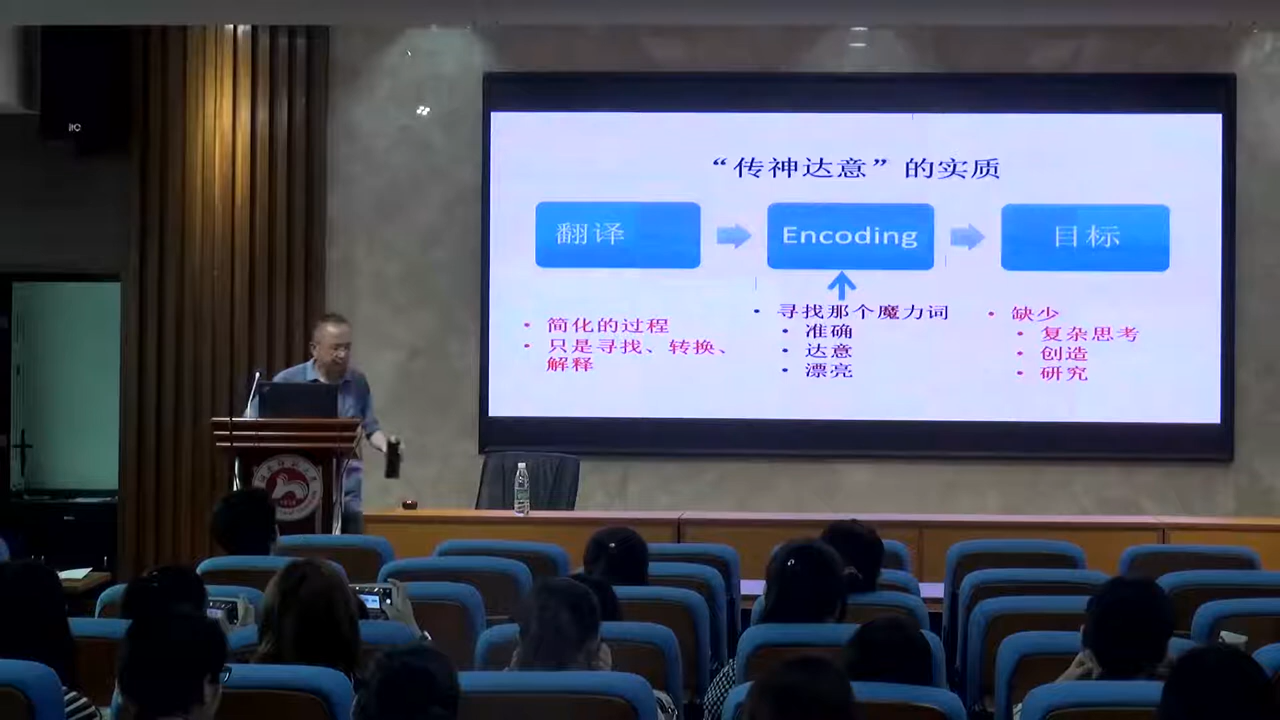 “传神达意”的实质
翻译
Encoding
目标
• 简化的过程
• 只是寻找、转换、
解释
• 寻找那个魔力词
• 准确
• 达意
• 漂亮
• 缺少
• 复杂思考
• 创造
• 研究